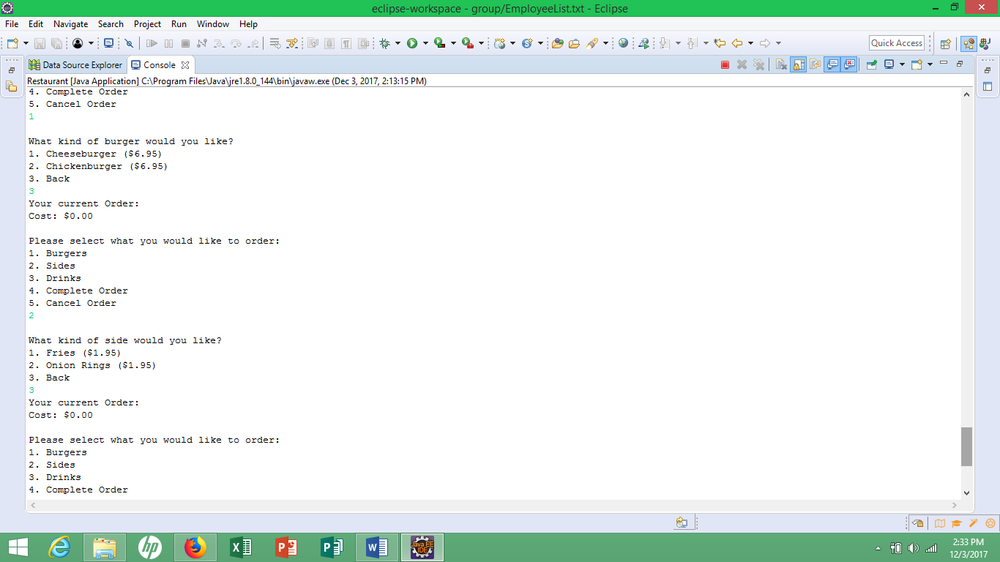 eclipse-workspace - group/EmployeeList.txt - Eclipse
File Edit Navigate Search Project Run Window Help
Quick Access
Data Source Explorer Console
Restaurant [Java Application] C:\Program Files\Java\jre1.8.0_144\bin\javaw.exe (Dec 3, 2017, 2:13:15 PM)
4. Complete Order
5. Cancel Order
1
What kind of burger would you like?
1. Cheeseburger ($6.95)
2. Chickenburger ($6.95)
3. Back
3
Your current Order:
Cost: $0.00
Please select what you would like to order:
1. Burgers
2. Sides
3. Drinks
4. Complete Order
5. Cancel Order
2
What kind of side would you like?
1. Fries ($1.95)
2. Onion Rings ($1.95)
3. Back
3
Your current Order:
Cost: $0.00
Please select what you would like to order:
1. Burgers
2. Sides
3. Drinks
4. Complete Order
Java EE
IDE
2:33 PM
12/3/2017